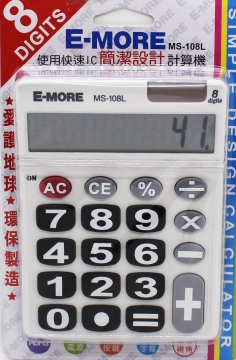 8 DIGITS
E-MORE
MS-108L
使用快速IC 簡潔設計 計算機
E-MORE MS-108L
8 digits
41.
ON
AC CE % ÷
7 8 9 ×
4 5 6 −
1 2 3 +
0 • =
愛護地球·環保製造
CALCULATOR